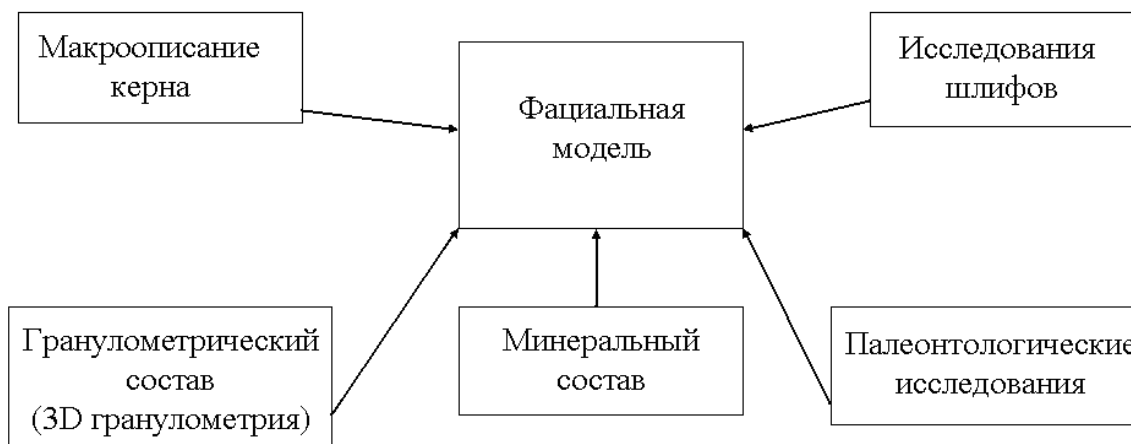 Макроописание
керна
Фациальная
модель
Исследования
шлифов
Гранулометрический
состав
(3D гранулометрия)
Минеральный
состав
Палеонтологические
исследования